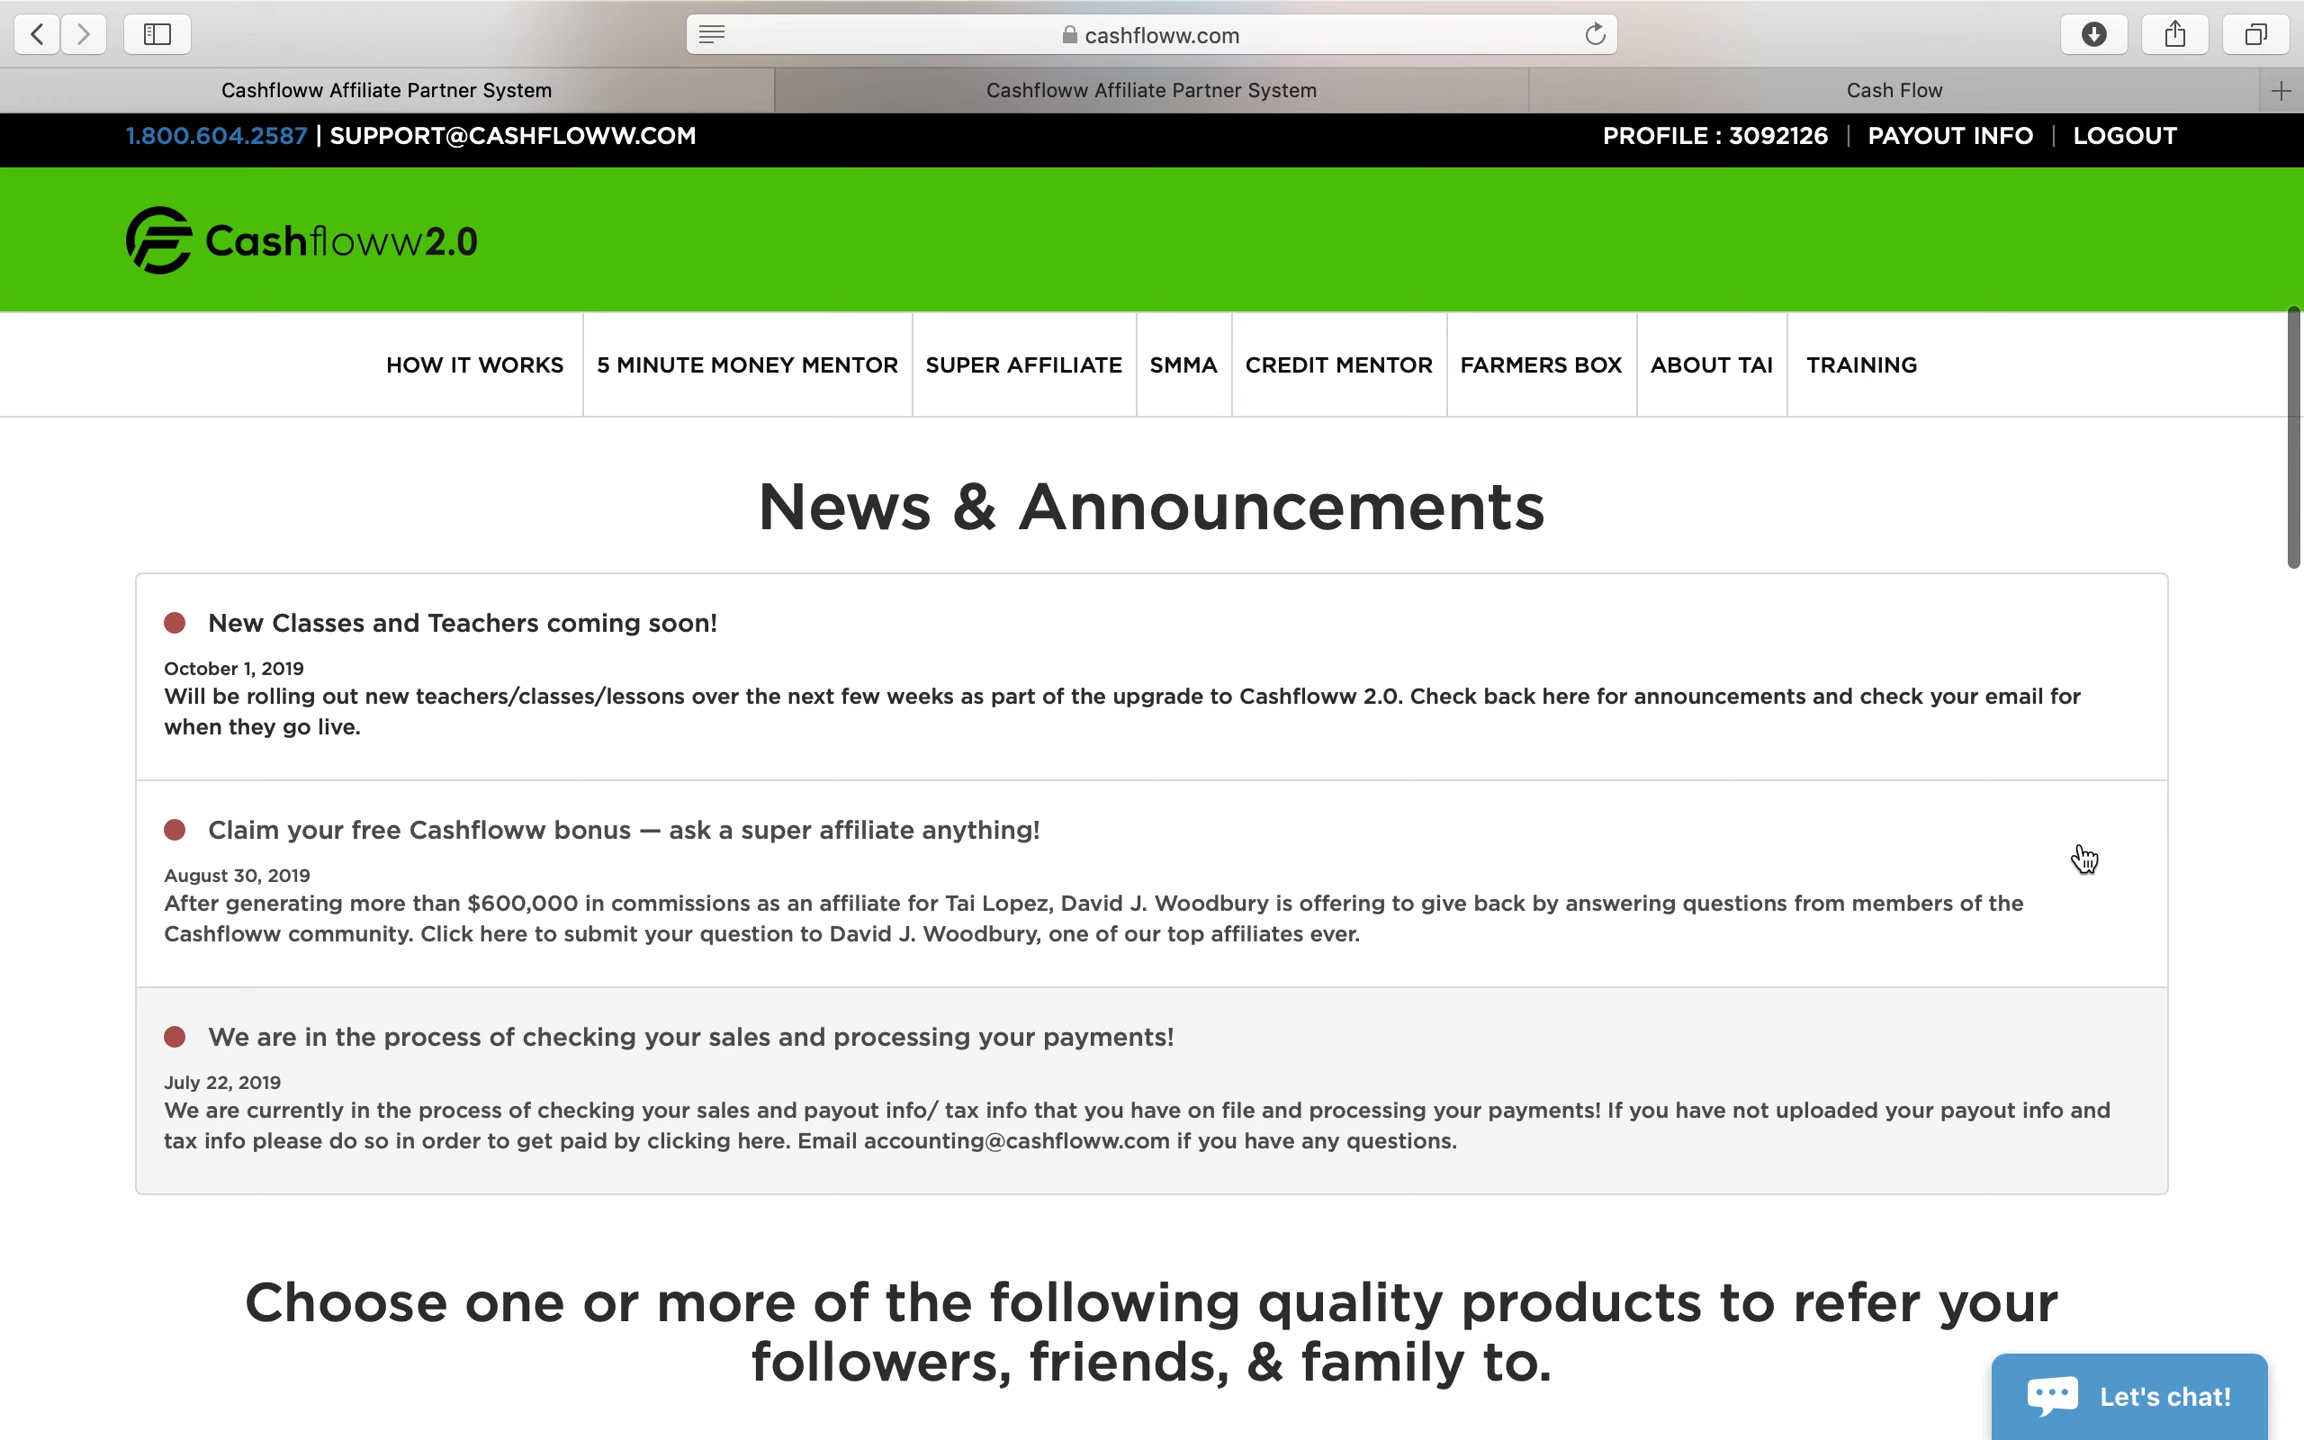 cashfloww.com
Cashfloww Affiliate Partner System
Cashfloww Affiliate Partner System
Cash Flow
1.800.604.2587 | SUPPORT@CASHFLOWW.COM
PROFILE : 3092126 | PAYOUT INFO | LOGOUT
Cashfloww2.0
HOW IT WORKS
5 MINUTE MONEY MENTOR
SUPER AFFILIATE
SMMA
CREDIT MENTOR
FARMERS BOX
ABOUT TAI
TRAINING
News & Announcements
New Classes and Teachers coming soon!
October 1, 2019
Will be rolling out new teachers/classes/lessons over the next few weeks as part of the upgrade to Cashfloww 2.0. Check back here for announcements and check your email for
when they go live.
Claim your free Cashfloww bonus — ask a super affiliate anything!
August 30, 2019
After generating more than $600,000 in commissions as an affiliate for Tai Lopez, David J. Woodbury is offering to give back by answering questions from members of the
Cashfloww community. Click here to submit your question to David J. Woodbury, one of our top affiliates ever.
We are in the process of checking your sales and processing your payments!
July 22, 2019
We are currently in the process of checking your sales and payout info/ tax info that you have on file and processing your payments! If you have not uploaded your payout info and
tax info please do so in order to get paid by clicking here. Email accounting@cashfloww.com if you have any questions.
Choose one or more of the following quality products to refer your
followers, friends, & family to.
Let's chat!